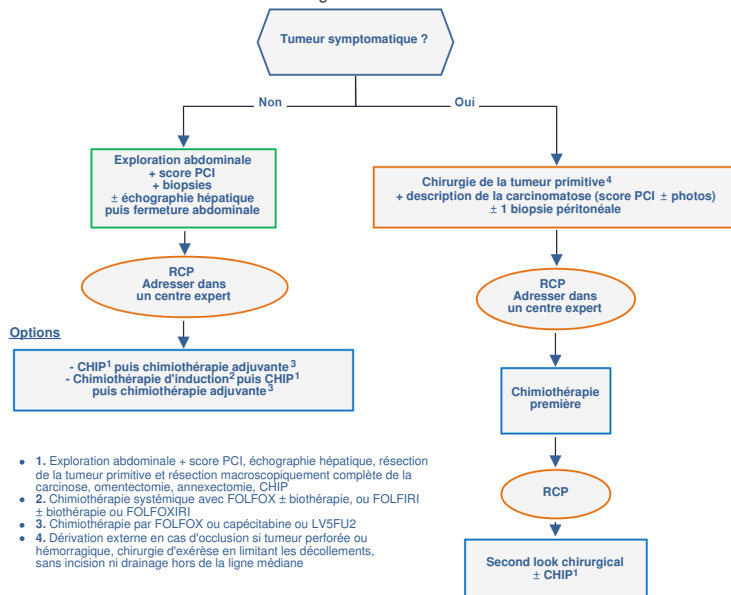 Tumeur symptomatique ?
Non
Oui
Exploration abdominale
+ score PCI
+ biopsies
± échographie hépatique
puis fermeture abdominale
Chirurgie de la tumeur primitive4
+ description de la carcinomatose (score PCI ± photos)
± 1 biopsie péritonéale
RCP
Adresser dans
un centre expert
RCP
Adresser dans
un centre expert
Options
- CHIP1 puis chimiothérapie adjuvante3
- Chimiothérapie d'induction2 puis CHIP1
puis chimiothérapie adjuvante3
Chimiothérapie
première
RCP
Second look chirurgical
± CHIP1
• 1. Exploration abdominale + score PCI, échographie hépatique, résection
de la tumeur primitive et résection macroscopiquement complète de la
carcinose, omentectomie, annexectomie, CHIP
• 2. Chimiothérapie systémique avec FOLFOX ± biothérapie, ou FOLFIRI
± biothérapie ou FOLFOXIRI
• 3. Chimiothérapie par FOLFOX ou capécitabine ou LV5FU2
• 4. Dérivation externe en cas d'occlusion si tumeur perforée ou
hémorragique, chirurgie d'exérèse en limitant les décollements,
sans incision ni drainage hors de la ligne médiane